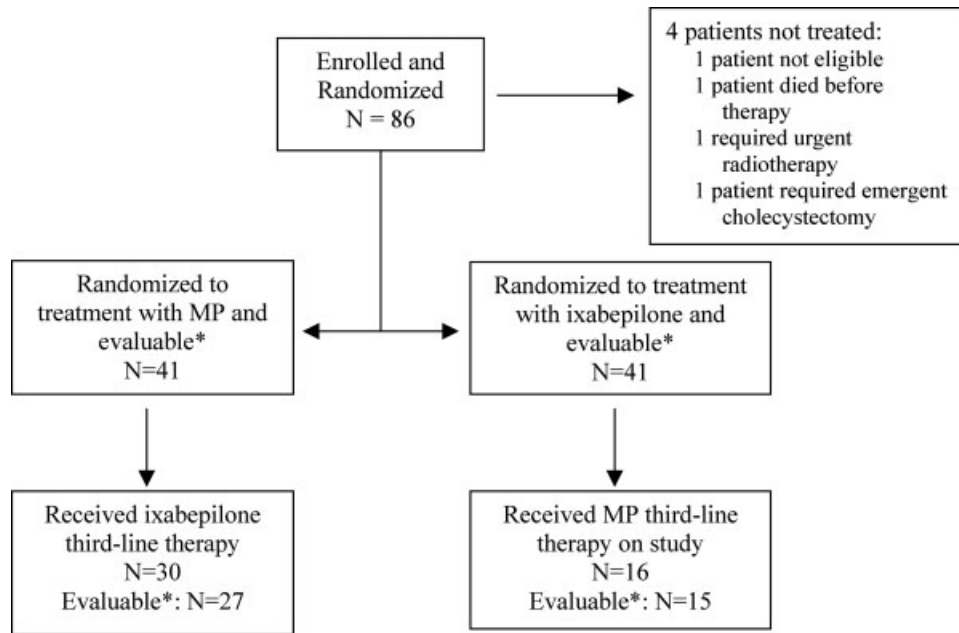 Enrolled and
Randomized
N = 86
4 patients not treated:
1 patient not eligible
1 patient died before
therapy
1 required urgent
radiotherapy
1 patient required emergent
cholecystectomy
Randomized to
treatment with MP and
evaluable*
N=41
Randomized to treatment
with ixabepilone and
evaluable*
N=41
Received ixabepilone
third-line therapy
N=30
Evaluable*: N=27
Received MP third-line
therapy on study
N=16
Evaluable*: N=15